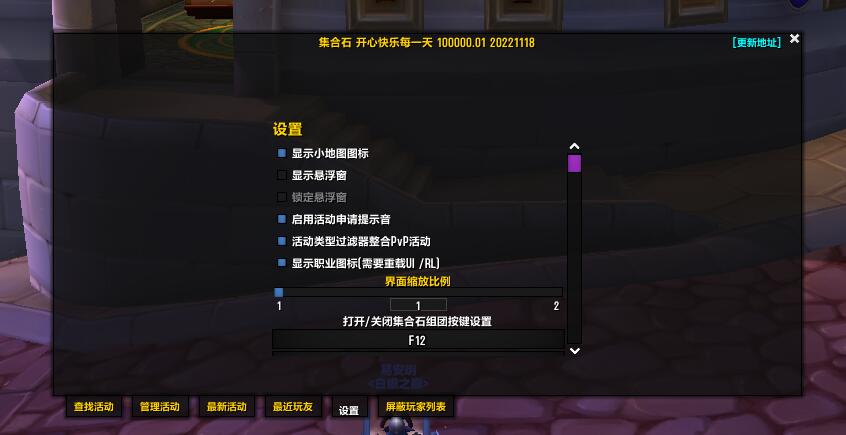 集合石 开心快乐每一天 100000.01 20221118
[更新地址]
设置
显示小地图图标
显示悬浮窗
锁定悬浮窗
启用活动申请提示音
活动类型过滤器整合PvP活动
显示职业图标(需要重载UI /RL)
界面缩放比例
1 1 2
打开/关闭集合石组团按键设置
F12
查找活动 管理活动 最新活动 最近玩友 设置 屏蔽玩家列表